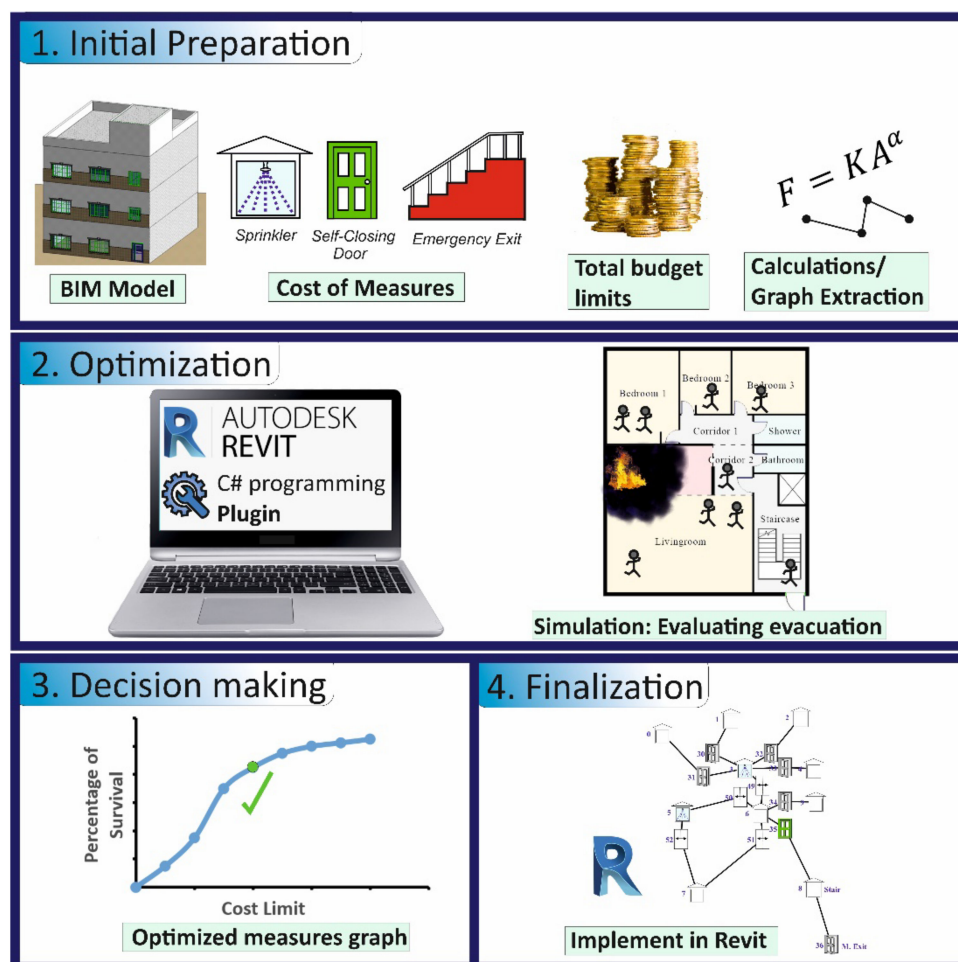 1. Initial Preparation
F = KA^α
Sprinkler
Self-Closing
Door
Emergency Exit
BIM Model
Cost of Measures
Total budget
limits
Calculations/
Graph Extraction
2. Optimization
AUTODESK
REVIT
C# programming
Plugin
Bedroom 1
Bedroom 2
Bedroom 3
Corridor 1
Shower
Corridor 2
Bathroom
Staircase
Livingroom
Simulation: Evaluating evacuation
3. Decision making
Percentage of
Survival
Cost Limit
Optimized measures graph
4. Finalization
0
1
2
30
32
31
33
49
50
34
5
6
35
52
51
7
8 Stair
36 M. Exit
R
Implement in Revit